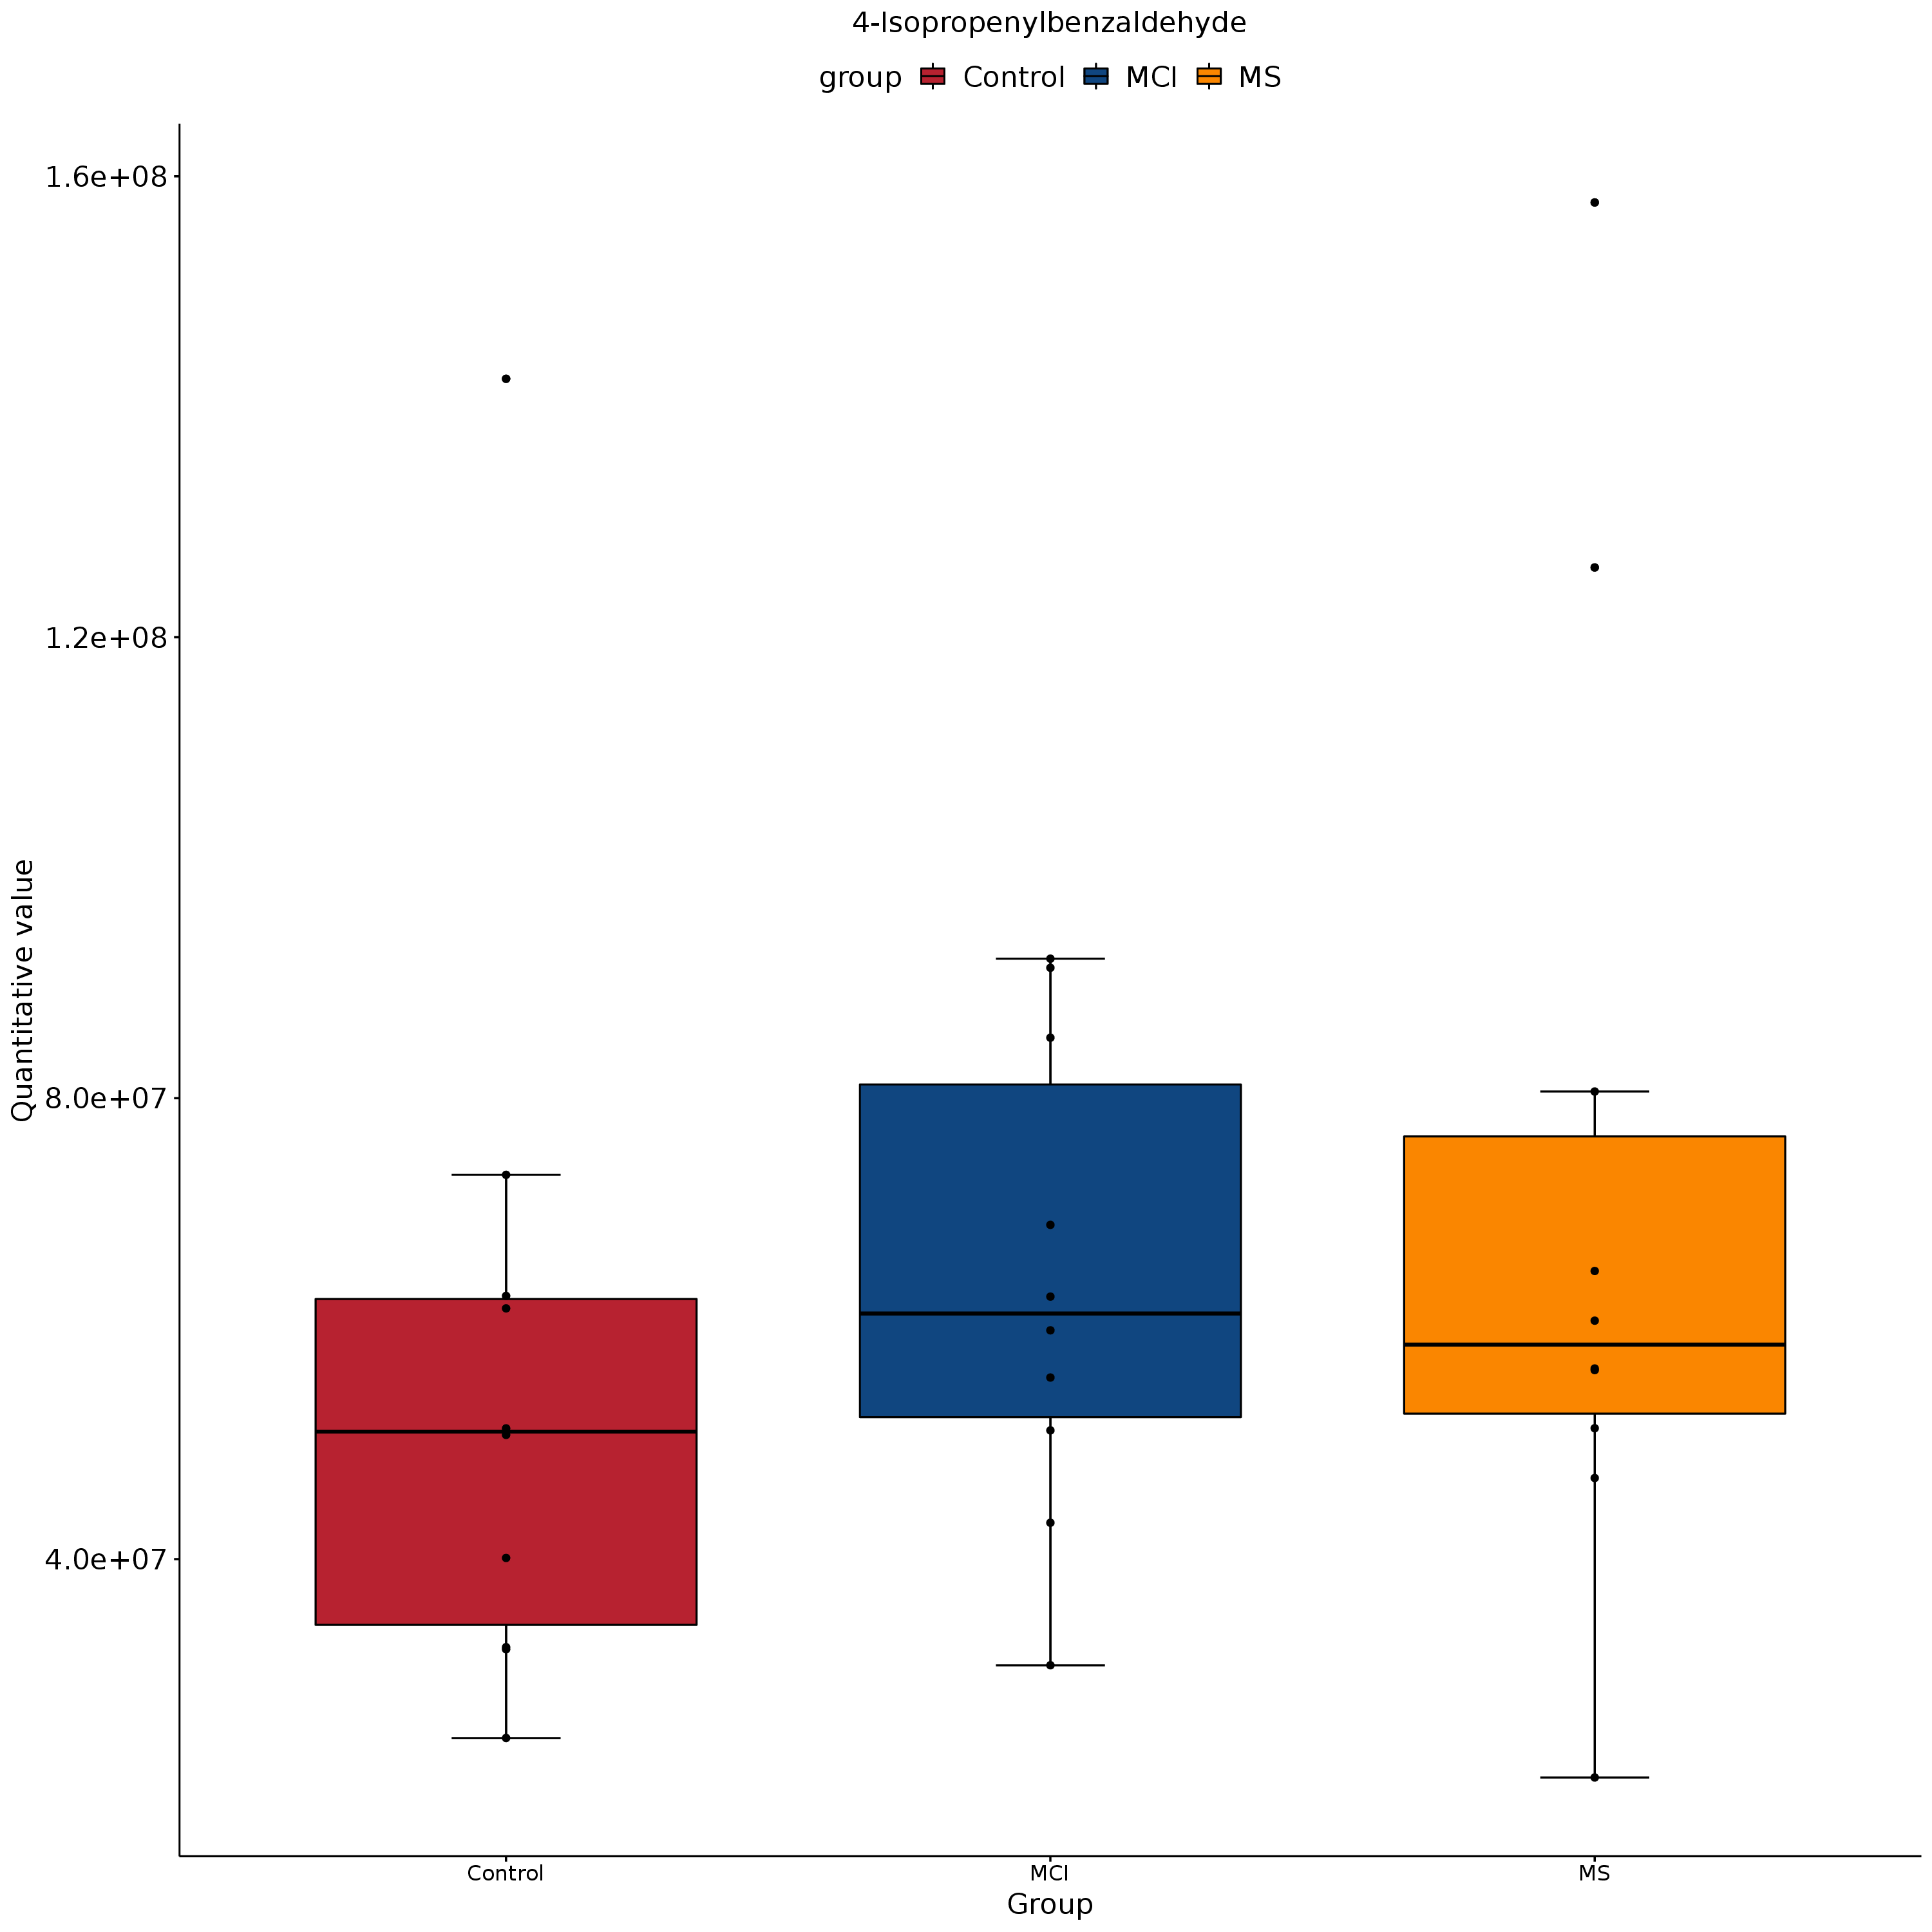 4-Isopropenylbenzaldehyde
group Control MCI MS
1.6e+08
1.2e+08
8.0e+07
4.0e+07
Quantitative value
Control MCI MS
Group